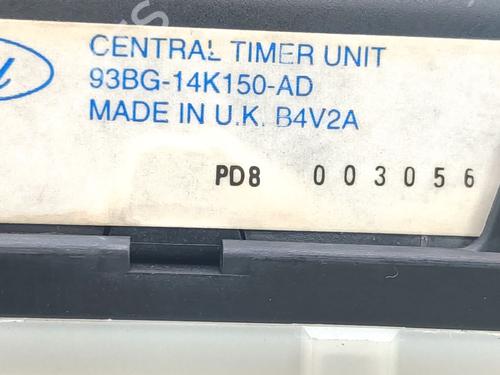 CENTRAL TIMER UNIT
93BG-14K150-AD
MADE IN U.K. B4V2A
PD8 003056